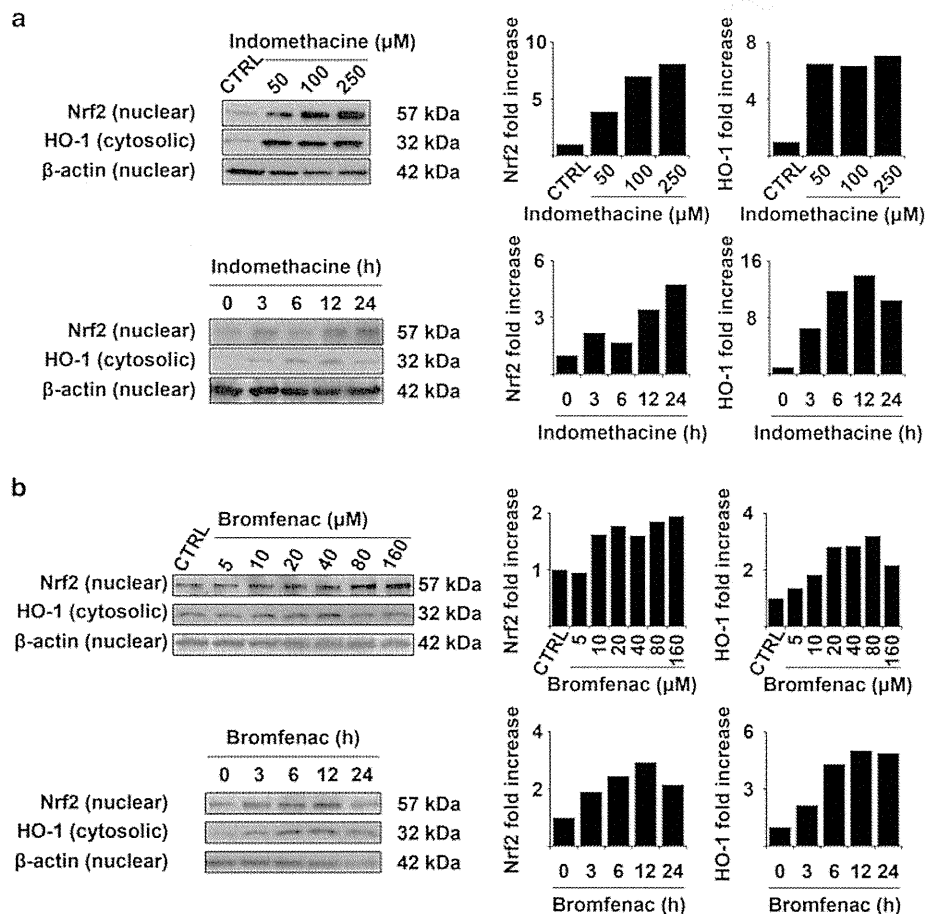 a
Indomethacine (µM)
CTRL 50 100 250
Nrf2 (nuclear) 57 kDa
HO-1 (cytosolic) 32 kDa
β-actin (nuclear) 42 kDa
Nrf2 fold increase
10
5
CTRL 50 100 250
Indomethacine (µM)
HO-1 fold increase
8
4
CTRL 50 100 250
Indomethacine (µM)
Indomethacine (h)
0 3 6 12 24
Nrf2 (nuclear) 57 kDa
HO-1 (cytosolic) 32 kDa
β-actin (nuclear) 42 kDa
Nrf2 fold increase
6
3
0 3 6 12 24
Indomethacine (h)
HO-1 fold increase
16
8
0 3 6 12 24
Indomethacine (h)
b
Bromfenac (µM)
CTRL 5 10 20 40 80 160
Nrf2 (nuclear) 57 kDa
HO-1 (cytosolic) 32 kDa
β-actin (nuclear) 42 kDa
Nrf2 fold increase
2
1
CTRL 5 10 20 40 80 160
Bromfenac (µM)
HO-1 fold increase
4
2
CTRL 5 10 20 40 80 160
Bromfenac (µM)
Bromfenac (h)
0 3 6 12 24
Nrf2 (nuclear) 57 kDa
HO-1 (cytosolic) 32 kDa
β-actin (nuclear) 42 kDa
Nrf2 fold increase
4
2
0 3 6 12 24
Bromfenac (h)
HO-1 fold increase
6
3
0 3 6 12 24
Bromfenac (h)